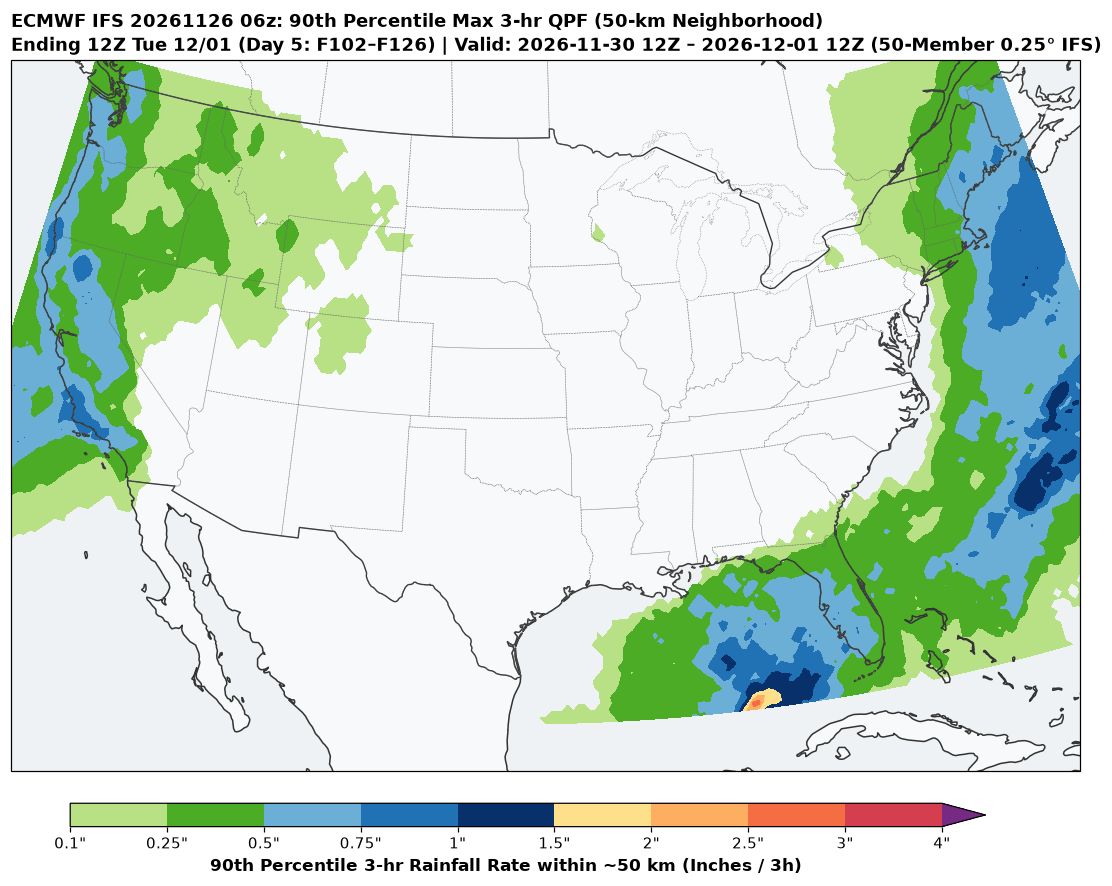 ECMWF IFS 20261126 06z: 90th Percentile Max 3-hr QPF (50-km Neighborhood)
Ending 12Z Tue 12/01 (Day 5: F102–F126) | Valid: 2026-11-30 12Z – 2026-12-01 12Z (50-Member 0.25° IFS)
0.1" 0.25" 0.5" 0.75" 1" 1.5" 2" 2.5" 3" 4"
90th Percentile 3-hr Rainfall Rate within ~50 km (Inches / 3h)